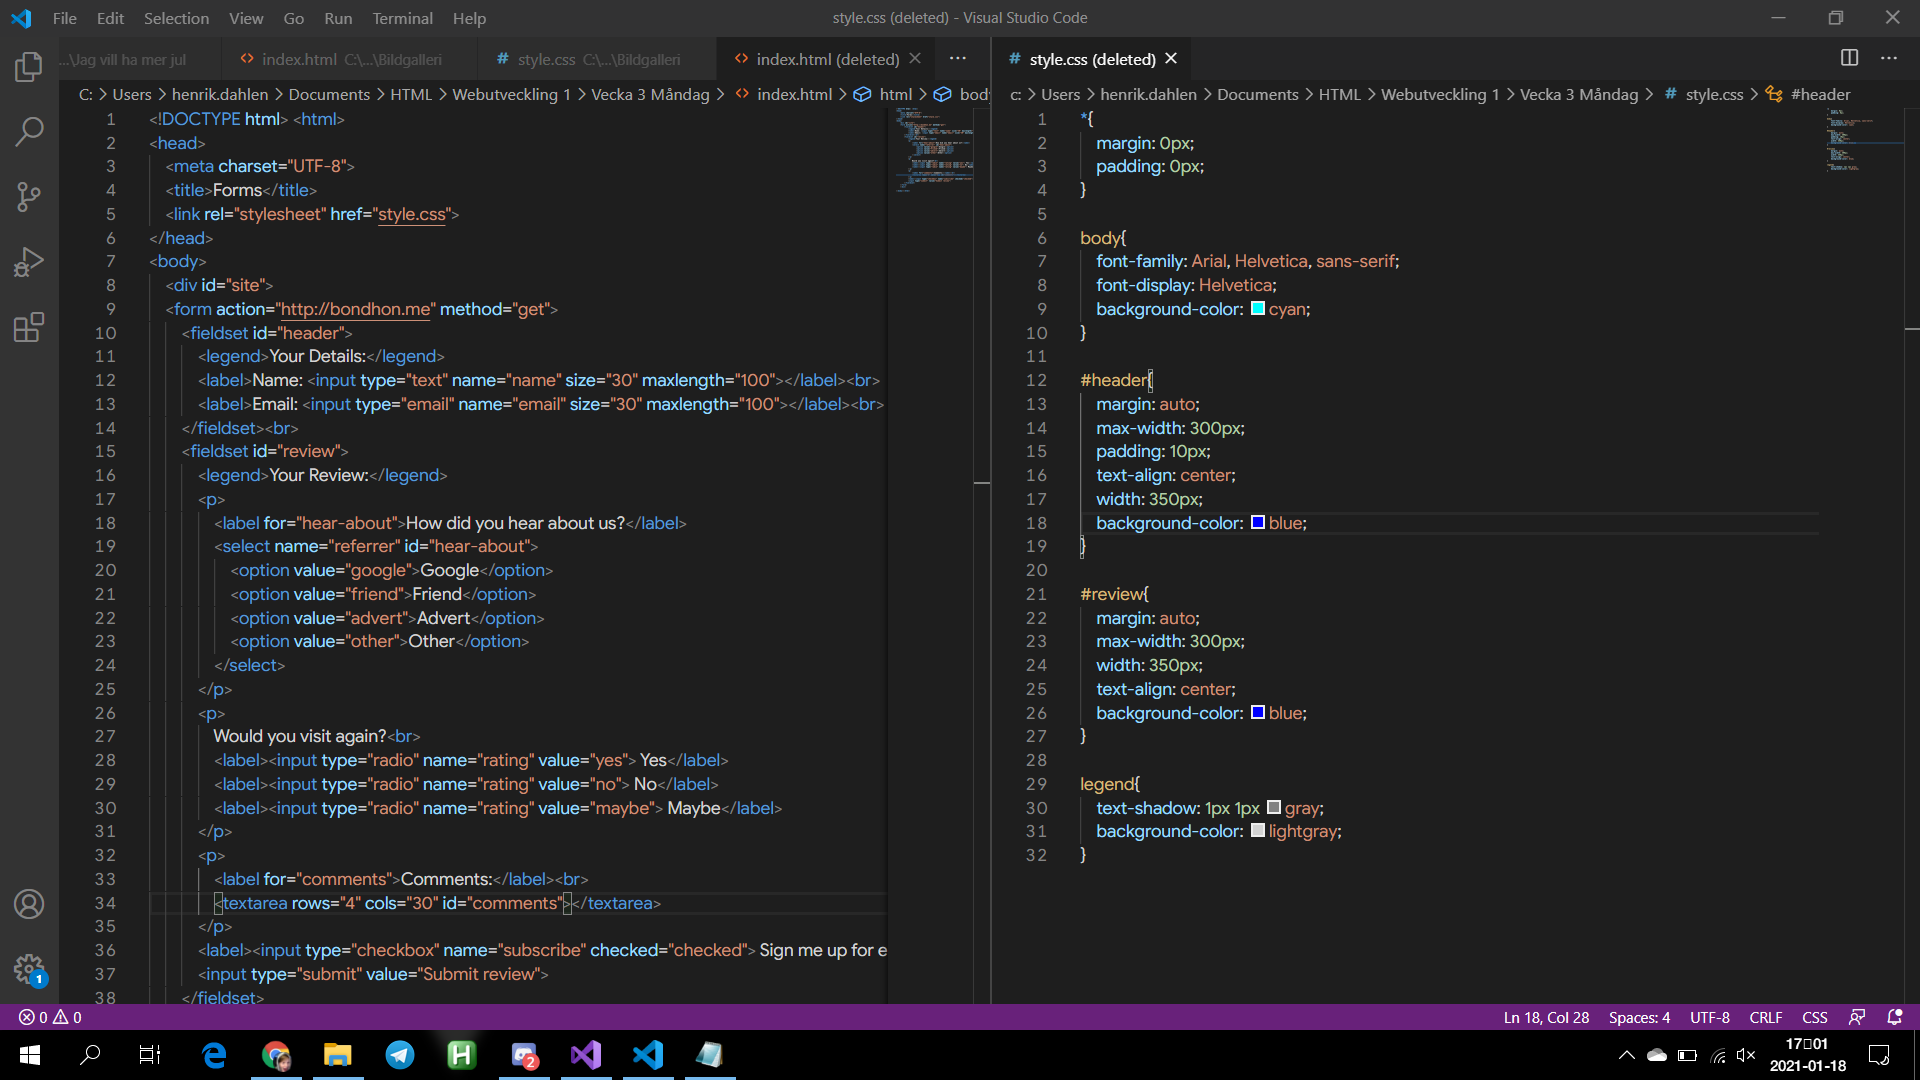 File Edit Selection View Go Run Terminal Help
style.css (deleted) - Visual Studio Code
...\Jag vill ha mer jul
index.html C:\...\Bildgalleri
style.css C:\...\Bildgalleri
index.html (deleted)
C: > Users > henrik.dahlen > Documents > HTML > Webutveckling 1 > Vecka 3 Måndag > index.html > html > body
1 <!DOCTYPE html> <html>
2 <head>
3 <meta charset="UTF-8">
4 <title>Forms</title>
5 <link rel="stylesheet" href="style.css">
6 </head>
7 <body>
8 <div id="site">
9 <form action="http://bondhon.me" method="get">
10 <fieldset id="header">
11 <legend>Your Details:</legend>
12 <label>Name: <input type="text" name="name" size="30" maxlength="100"></label><br>
13 <label>Email: <input type="email" name="email" size="30" maxlength="100"></label><br>
14 </fieldset><br>
15 <fieldset id="review">
16 <legend>Your Review:</legend>
17 <p>
18 <label for="hear-about">How did you hear about us?</label>
19 <select name="referrer" id="hear-about">
20 <option value="google">Google</option>
21 <option value="friend">Friend</option>
22 <option value="advert">Advert</option>
23 <option value="other">Other</option>
24 </select>
25 </p>
26 <p>
27 Would you visit again?<br>
28 <label><input type="radio" name="rating" value="yes"> Yes</label>
29 <label><input type="radio" name="rating" value="no"> No</label>
30 <label><input type="radio" name="rating" value="maybe"> Maybe</label>
31 </p>
32 <p>
33 <label for="comments">Comments:</label><br>
34 <textarea rows="4" cols="30" id="comments"></textarea>
35 </p>
36 <label><input type="checkbox" name="subscribe" checked="checked"> Sign me up for e
37 <input type="submit" value="Submit review">
38 </fieldset>
style.css (deleted)
c: > Users > henrik.dahlen > Documents > HTML > Webutveckling 1 > Vecka 3 Måndag > style.css > #header
1 *{
2 margin: 0px;
3 padding: 0px;
4 }
5
6 body{
7 font-family: Arial, Helvetica, sans-serif;
8 font-display: Helvetica;
9 background-color: cyan;
10 }
11
12 #header{
13 margin: auto;
14 max-width: 300px;
15 padding: 10px;
16 text-align: center;
17 width: 350px;
18 background-color: blue;
19 }
20
21 #review{
22 margin: auto;
23 max-width: 300px;
24 width: 350px;
25 text-align: center;
26 background-color: blue;
27 }
28
29 legend{
30 text-shadow: 1px 1px gray;
31 background-color: lightgray;
32 }
1
0 0
Ln 18, Col 28 Spaces: 4 UTF-8 CRLF CSS
H
2
17▯01
2021-01-18